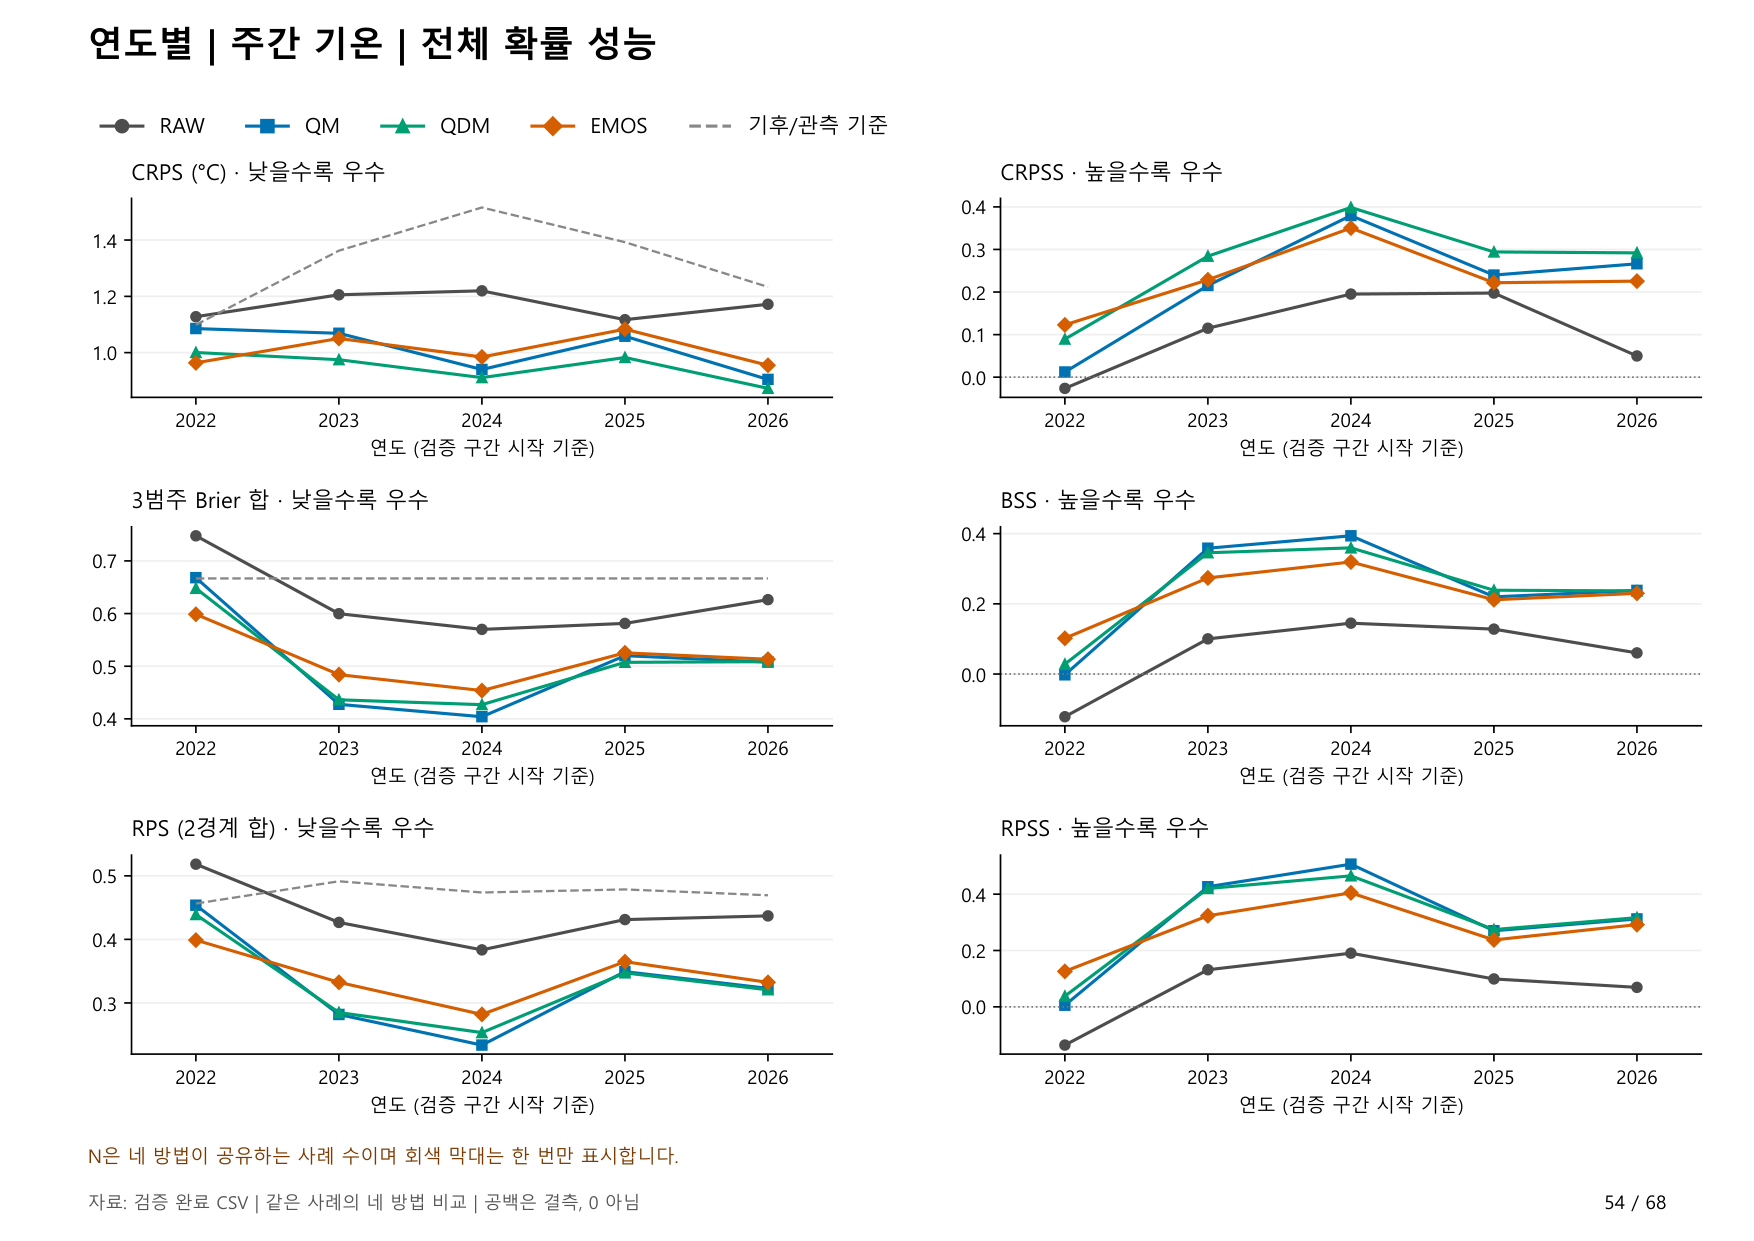 연도별 | 주간 기온 | 전체 확률 성능
RAW QM QDM EMOS 기후/관측 기준
CRPS (°C) · 낮을수록 우수
1.4
1.2
1.0
2022 2023 2024 2025 2026
연도 (검증 구간 시작 기준)
CRPSS · 높을수록 우수
0.4
0.3
0.2
0.1
0.0
2022 2023 2024 2025 2026
연도 (검증 구간 시작 기준)
3범주 Brier 합 · 낮을수록 우수
0.7
0.6
0.5
0.4
2022 2023 2024 2025 2026
연도 (검증 구간 시작 기준)
BSS · 높을수록 우수
0.4
0.2
0.0
2022 2023 2024 2025 2026
연도 (검증 구간 시작 기준)
RPS (2경계 합) · 낮을수록 우수
0.5
0.4
0.3
2022 2023 2024 2025 2026
연도 (검증 구간 시작 기준)
RPSS · 높을수록 우수
0.4
0.2
0.0
2022 2023 2024 2025 2026
연도 (검증 구간 시작 기준)
N은 네 방법이 공유하는 사례 수이며 회색 막대는 한 번만 표시합니다.
자료: 검증 완료 CSV | 같은 사례의 네 방법 비교 | 공백은 결측, 0 아님
54 / 68